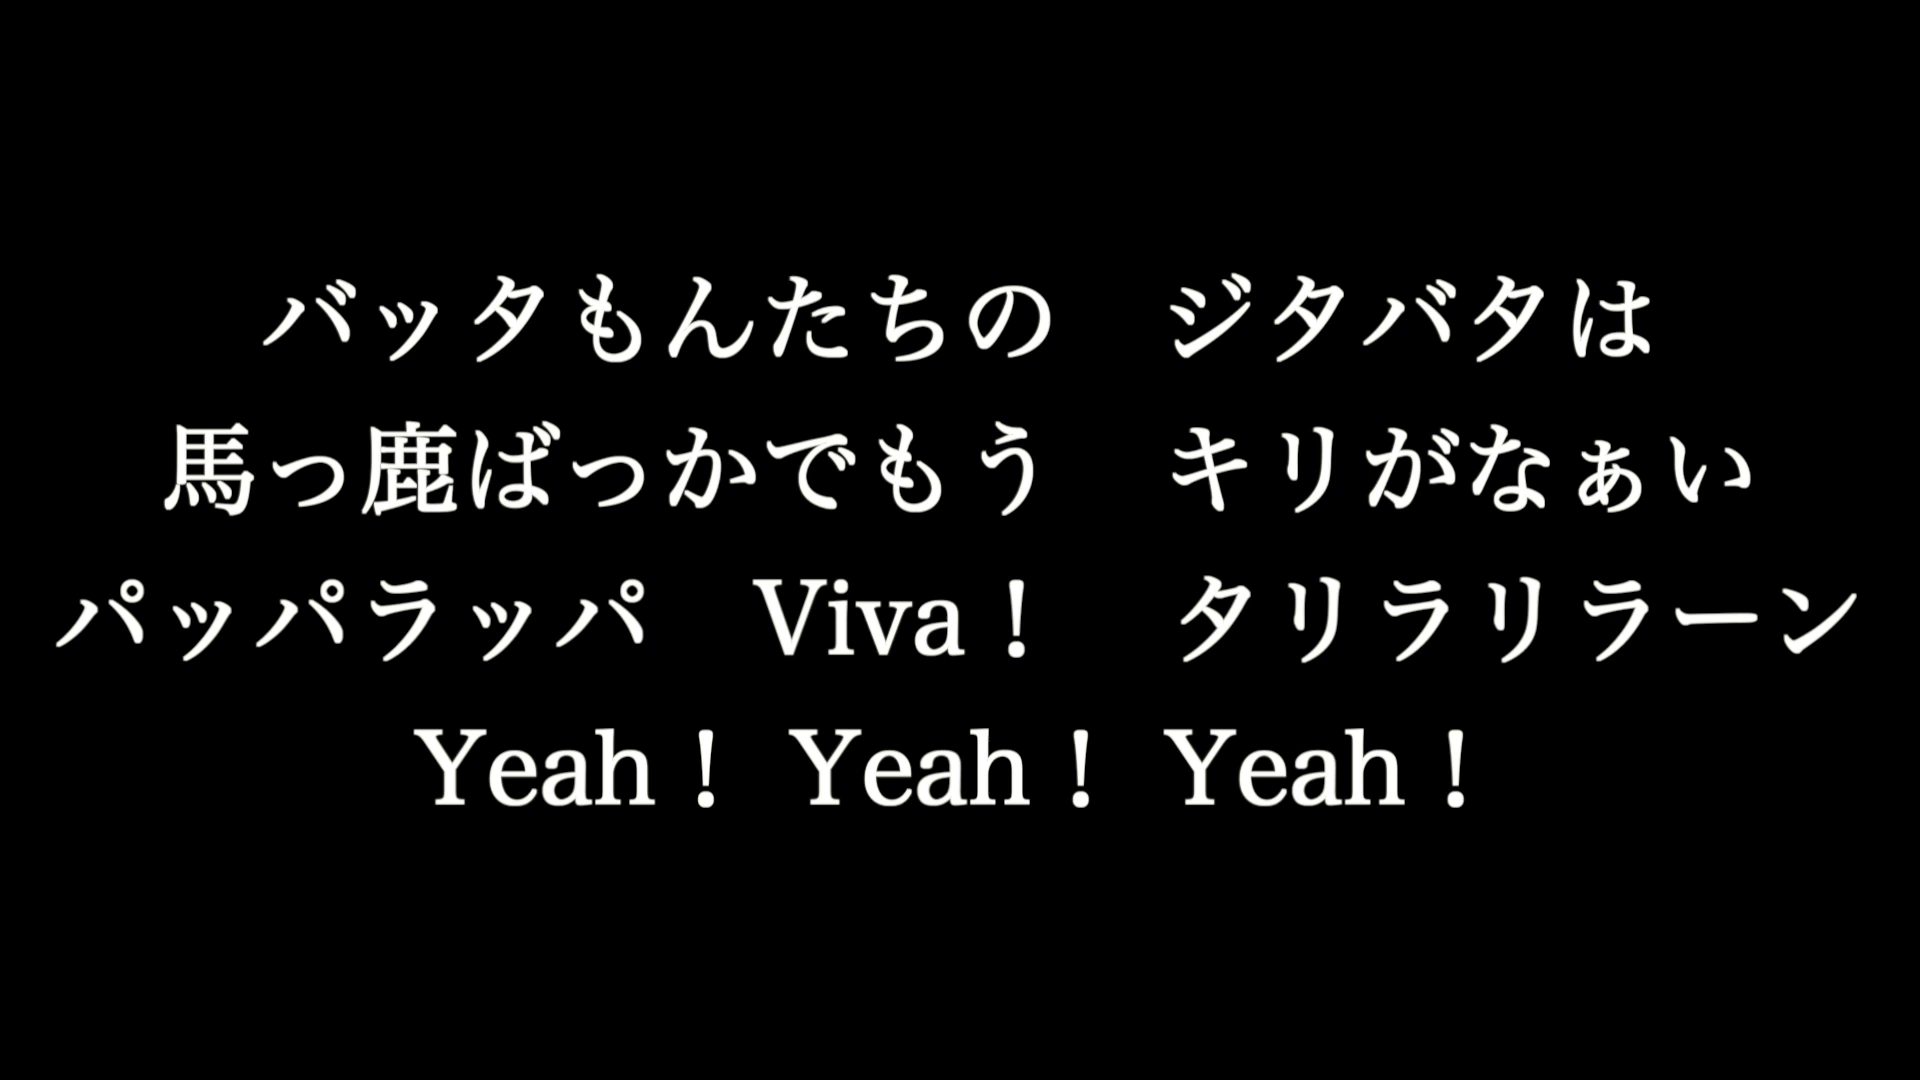 バッタもんたちの　ジタバタは
馬っ鹿ばっかでもう　キリがなぁい
パッパラッパ　Viva！　タリラリラーン
Yeah！ Yeah！ Yeah！